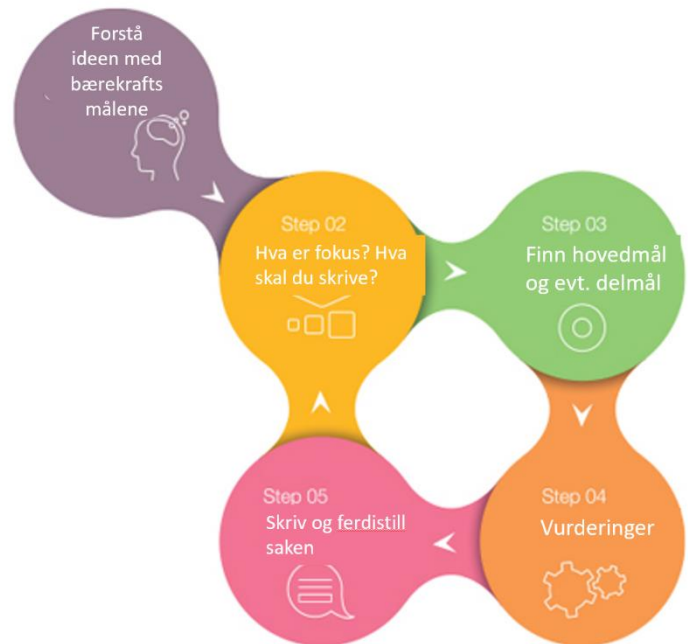 Forstå
ideen med
bærekrafts
målene
Step 02
Hva er fokus? Hva
skal du skrive?
Step 03
Finn hovedmål
og evt. delmål
Step 05
Skriv og ferdistill
saken
Step 04
Vurderinger